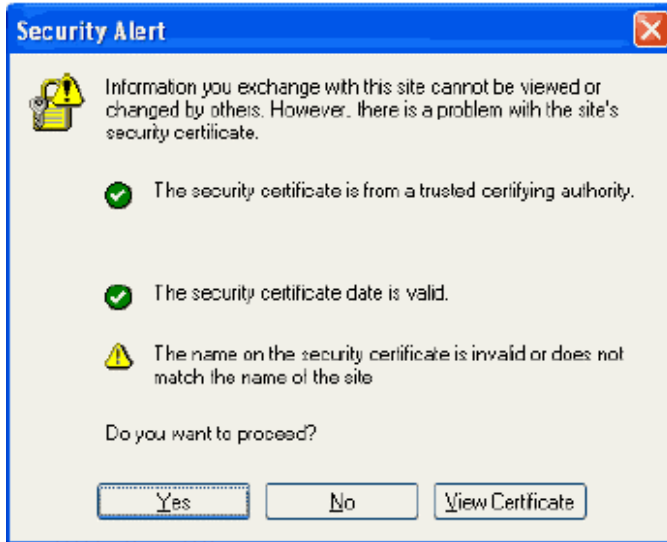 Security Alert
Information you exchange with this site cannot be viewed or
changed by others. However, there is a problem with the site's
security certificate.
The security certificate is from a trusted certifying authority.
The security certificate date is valid.
The name on the security certificate is invalid or does not
match the name of the site
Do you want to proceed?
Yes
No
View Certificate